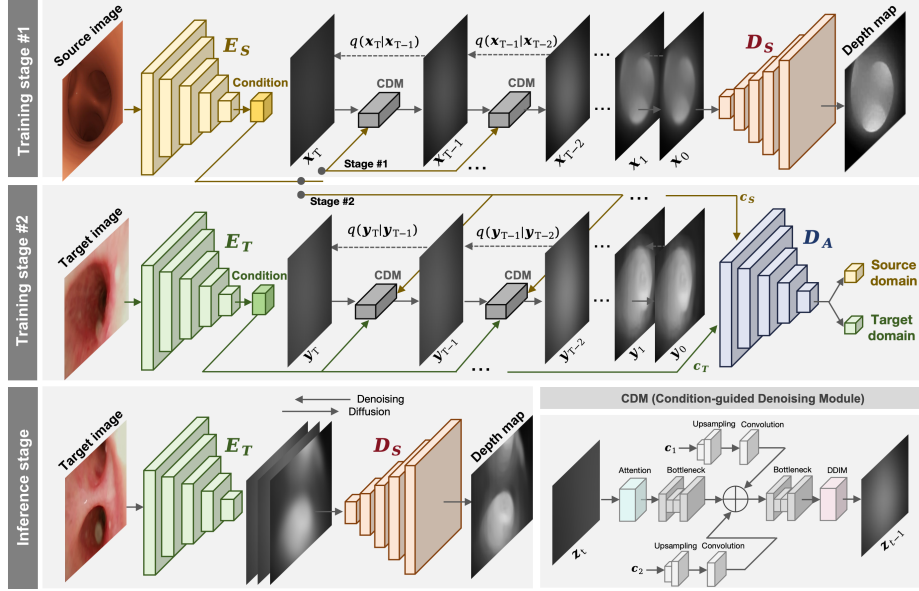 Training stage #1
Source image
E_S
Condition
q(x_T|x_{T−1})
q(x_{T−1}|x_{T−2})
CDM
CDM
...
D_S
Depth map
x_T
Stage #1
x_{T−1}
...
x_{T−2}
x_1
x_0
Training stage #2
Target image
E_T
Condition
Stage #2
q(y_T|y_{T−1})
q(y_{T−1}|y_{T−2})
CDM
CDM
...
...
c_S
D_A
Source
domain
Target
domain
y_T
y_{T−1}
...
y_{T−2}
y_1
y_0
c_T
Inference stage
Target image
E_T
Denoising
Diffusion
D_S
Depth map
CDM (Condition-guided Denoising Module)
Upsampling Convolution
c_1
Attention
Bottleneck
Bottleneck
DDIM
z_t
z_{t−1}
Upsampling Convolution
c_2